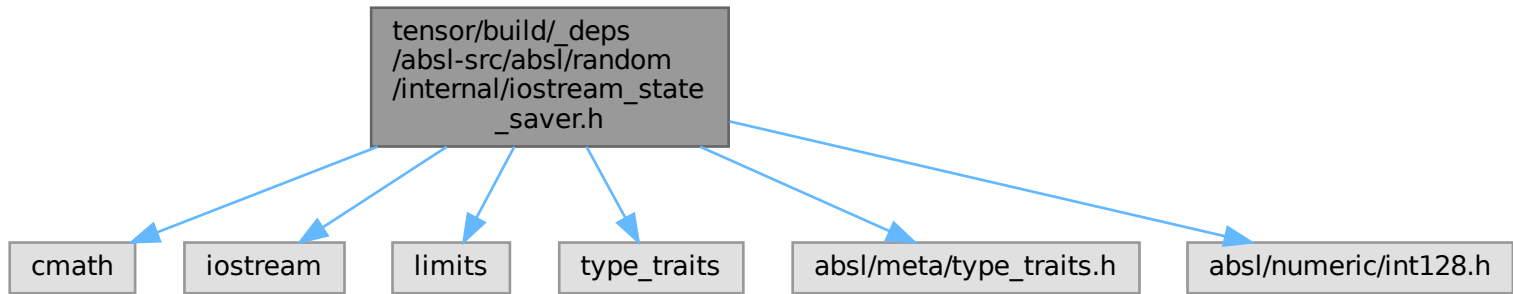 tensor/build/_deps
/absl-src/absl/random
/internal/iostream_state
_saver.h
cmath
iostream
limits
type_traits
absl/meta/type_traits.h
absl/numeric/int128.h